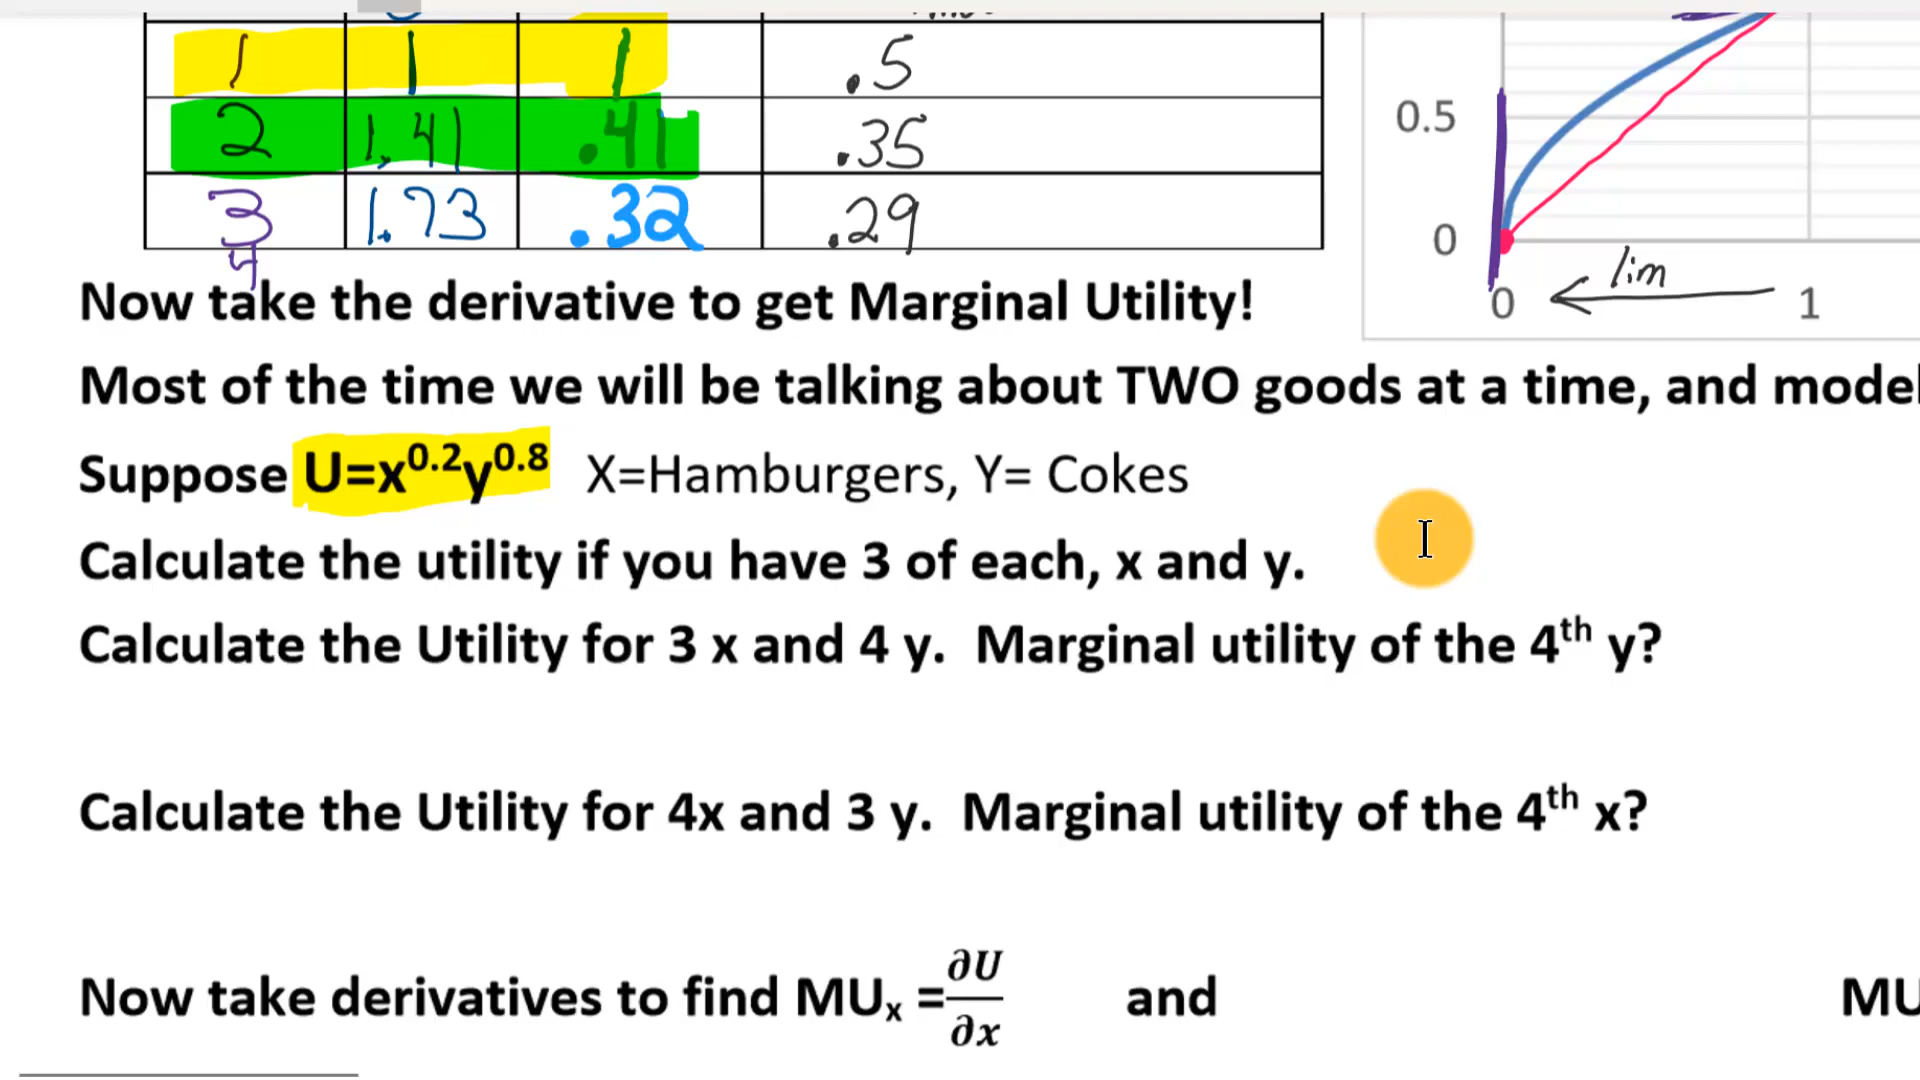 1 1 1 .5
2 1.41 .41 .35
3 1.73 .32 .29
4
0.5
0
lim
0 1
Now take the derivative to get Marginal Utility!
Most of the time we will be talking about TWO goods at a time, and model
Suppose U=x^0.2y^0.8 X=Hamburgers, Y= Cokes
Calculate the utility if you have 3 of each, x and y.
Calculate the Utility for 3 x and 4 y. Marginal utility of the 4th y?
Calculate the Utility for 4x and 3 y. Marginal utility of the 4th x?
Now take derivatives to find MUx =∂U/∂x and MU